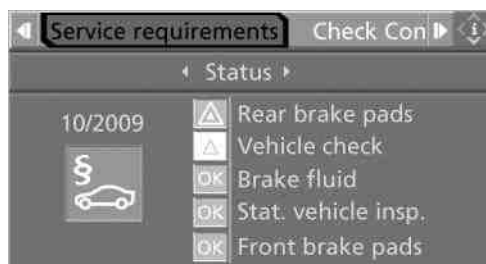 Service requirements Check Con
Status
10/2009
Rear brake pads
Vehicle check
OK Brake fluid
OK Stat. vehicle insp.
OK Front brake pads
§